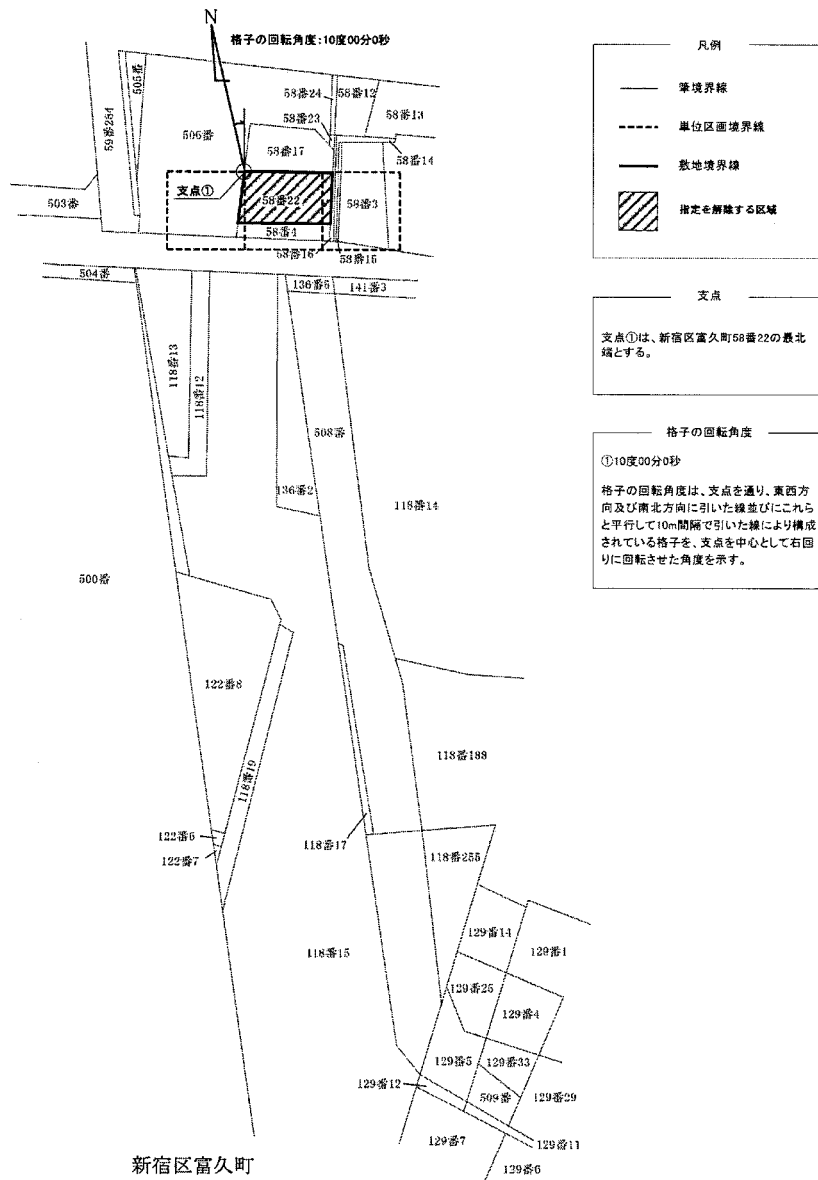 N
格子の回転角度:10度00分0秒
505番
59番284
506番
58番24
58番12
58番13
58番23
58番17
58番14
支点①
503番
58番22
58番3
58番4
58番16
58番15
504番
136番6
141番3
118番13
118番12
508番
136番2
118番14
500番
122番8
118番19
118番188
122番6
122番7
118番17
118番255
118番15
129番14
129番1
129番25
129番4
129番5
129番33
129番12
509番
129番29
129番7
129番11
129番6
新宿区富久町
凡例
筆境界線
単位区画境界線
敷地境界線
指定を解除する区域
支点
支点①は、新宿区富久町58番22の最北
端とする。
格子の回転角度
①10度00分0秒
格子の回転角度は、支点を通り、東西方
向及び南北方向に引いた線並びにこれら
と平行して10m間隔で引いた線により構成
されている格子を、支点を中心として右回
りに回転させた角度を示す。